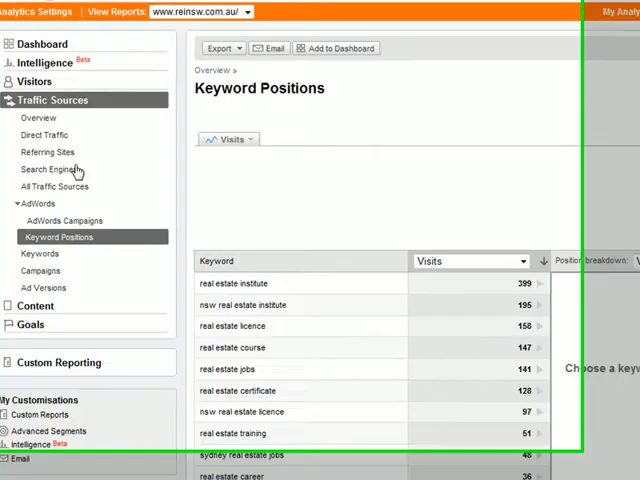 Analytics Settings View Reports: www.reinsw.com.au/ My Analy
Dashboard
Intelligence Beta
Visitors
Traffic Sources
Overview
Direct Traffic
Referring Sites
Search Engines
All Traffic Sources
AdWords
AdWords Campaigns
Keyword Positions
Keywords
Campaigns
Ad Versions
Content
Goals
Custom Reporting
My Customisations
Custom Reports
Advanced Segments
Intelligence Beta
Email
Export Email Add to Dashboard
Overview »
Keyword Positions
Visits
Keyword Visits Position breakdown: V
real estate institute 399
nsw real estate institute 195
real estate licence 158
real estate course 147
real estate jobs 141
real estate certificate 128
nsw real estate licence 97
real estate training 51
sydney real estate jobs 48
real estate career 36
Choose a keyw